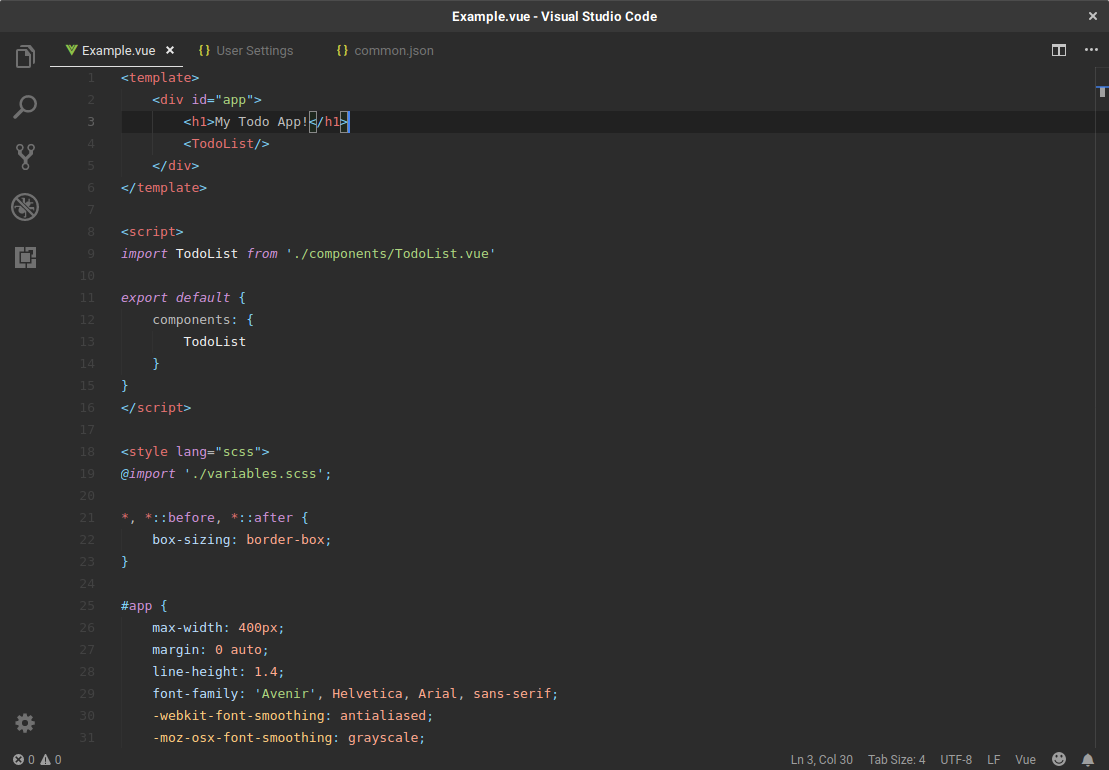 Example.vue - Visual Studio Code
Example.vue {} User Settings {} common.json
1 <template>
2 <div id="app">
3 <h1>My Todo App!</h1>
4 <TodoList/>
5 </div>
6 </template>
7
8 <script>
9 import TodoList from './components/TodoList.vue'
10
11 export default {
12 components: {
13 TodoList
14 }
15 }
16 </script>
17
18 <style lang="scss">
19 @import './variables.scss';
20
21 *, *::before, *::after {
22 box-sizing: border-box;
23 }
24
25 #app {
26 max-width: 400px;
27 margin: 0 auto;
28 line-height: 1.4;
29 font-family: 'Avenir', Helvetica, Arial, sans-serif;
30 -webkit-font-smoothing: antialiased;
31 -moz-osx-font-smoothing: grayscale;
0 0 Ln 3, Col 30 Tab Size: 4 UTF-8 LF Vue